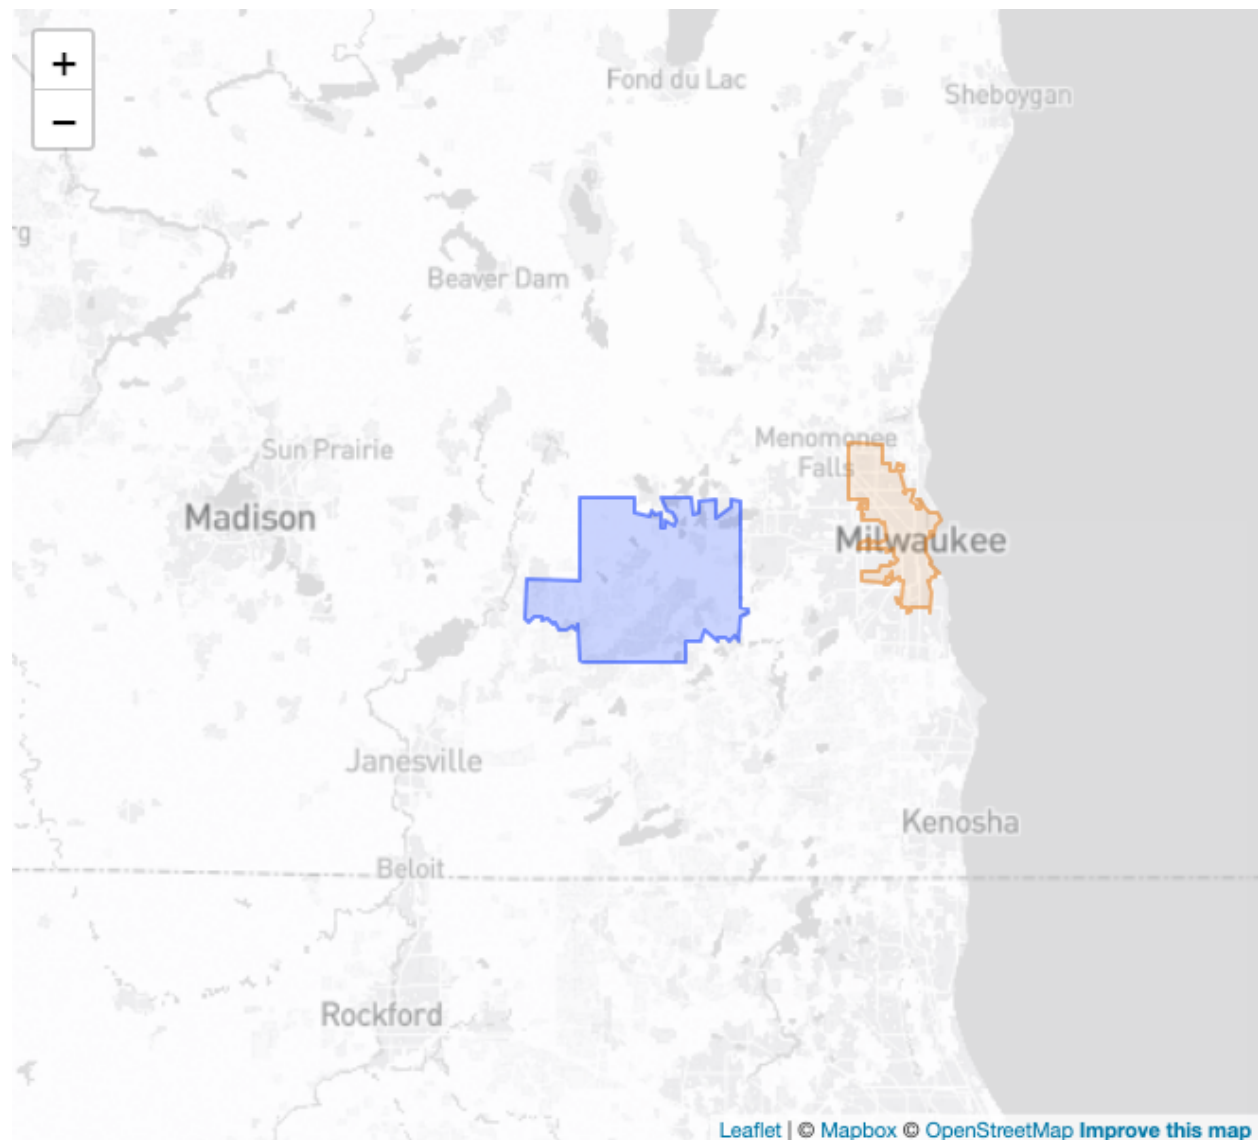 +
−
Fond du Lac
Sheboygan
rg
Beaver Dam
Menomonee
Falls
Sun Prairie
Madison
Milwaukee
Janesville
Kenosha
Beloit
Rockford
Leaflet | © Mapbox © OpenStreetMap Improve this map